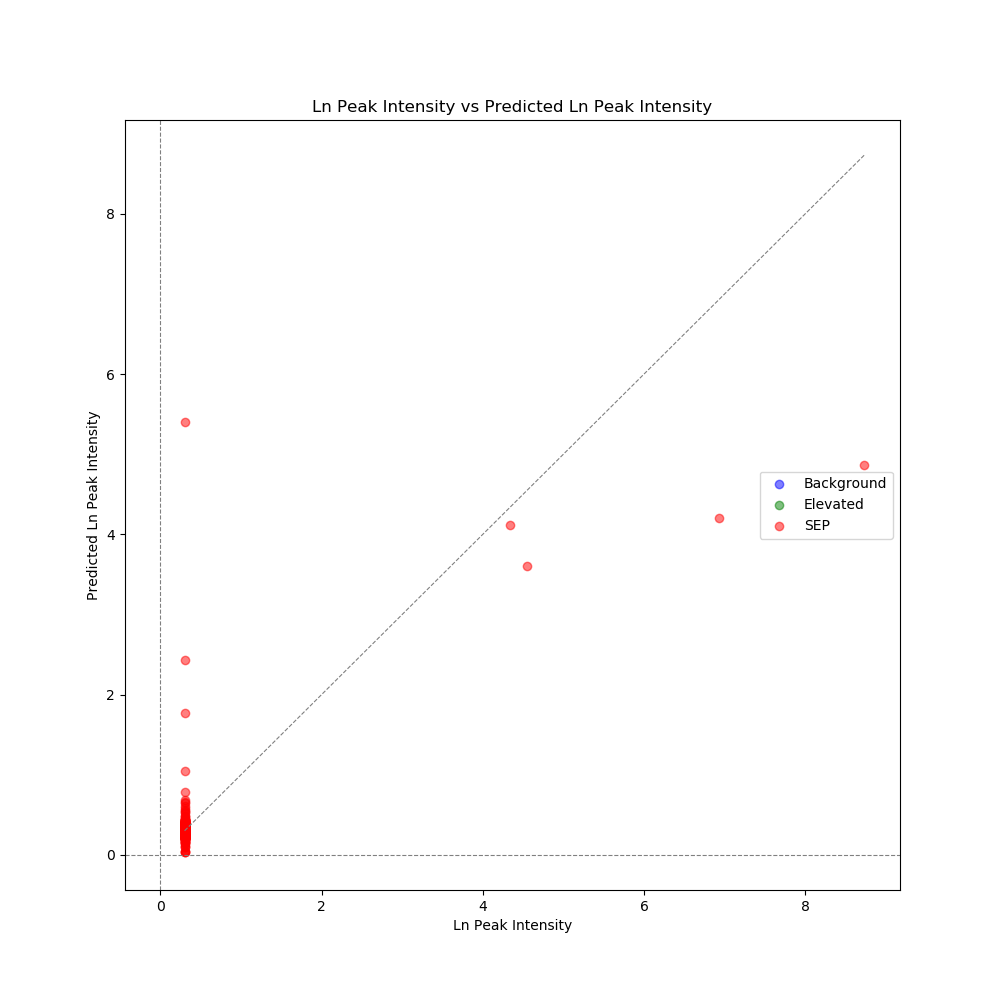 Ln Peak Intensity vs Predicted Ln Peak Intensity
8
6
4
2
0
Predicted Ln Peak Intensity
Background
Elevated
SEP
0 2 4 6 8
Ln Peak Intensity